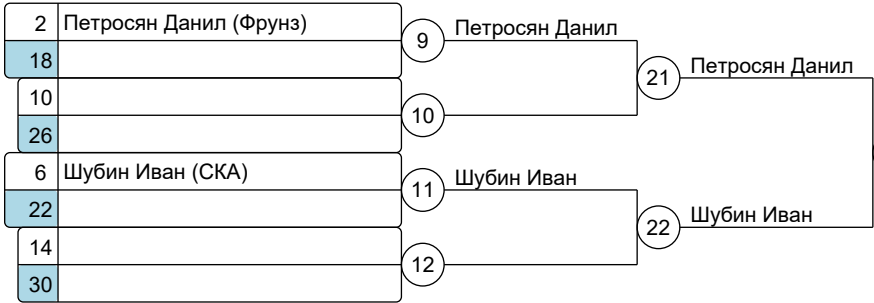 2 Петросян Данил (Фрунз)
9 Петросян Данил
18
21 Петросян Данил
10
10
26
6 Шубин Иван (СКА)
11 Шубин Иван
22
22 Шубин Иван
14
12
30